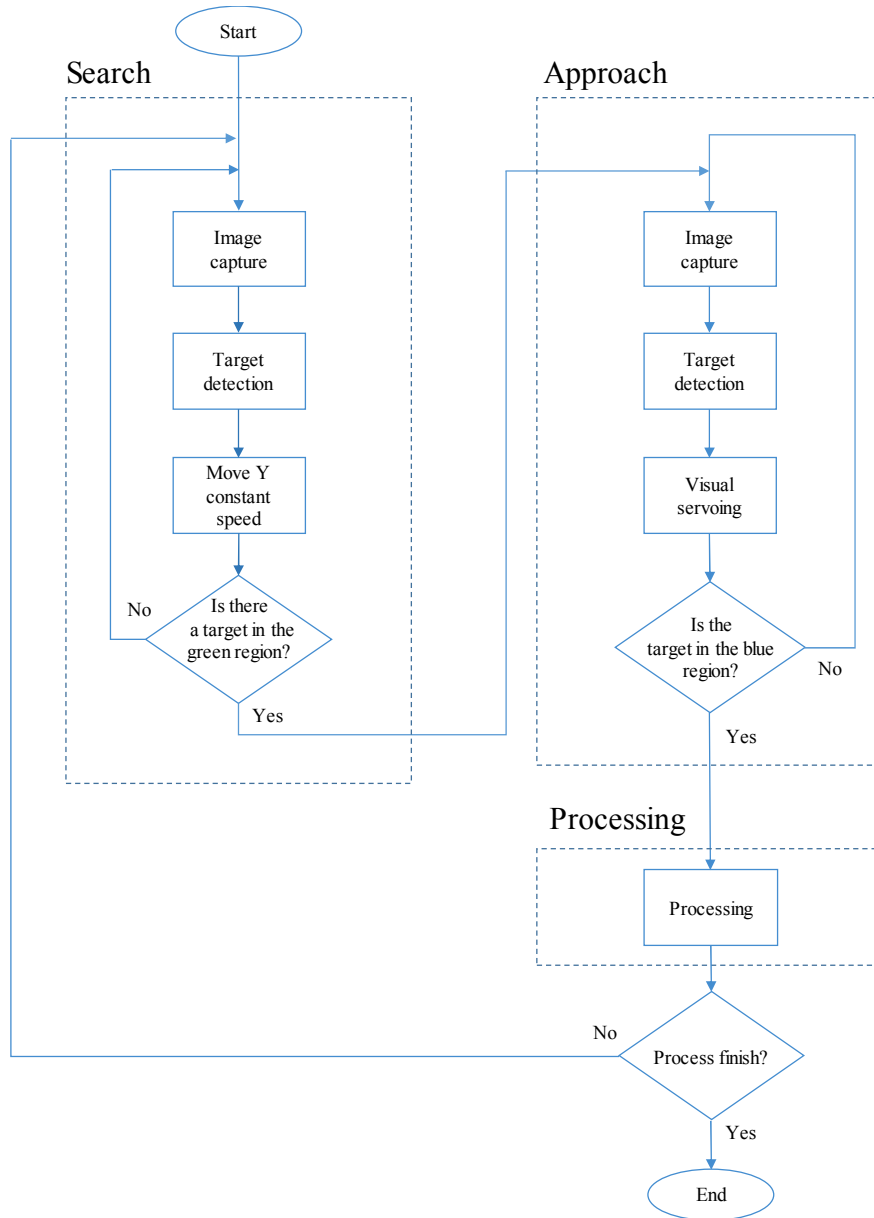 Start
Search
Image
capture
Target
detection
Move Y
constant
speed
Is there
a target in the
green region?
No
Yes
Approach
Image
capture
Target
detection
Visual
servoing
Is the
target in the blue
region?
No
Yes
Processing
Processing
Process finish?
No
Yes
End